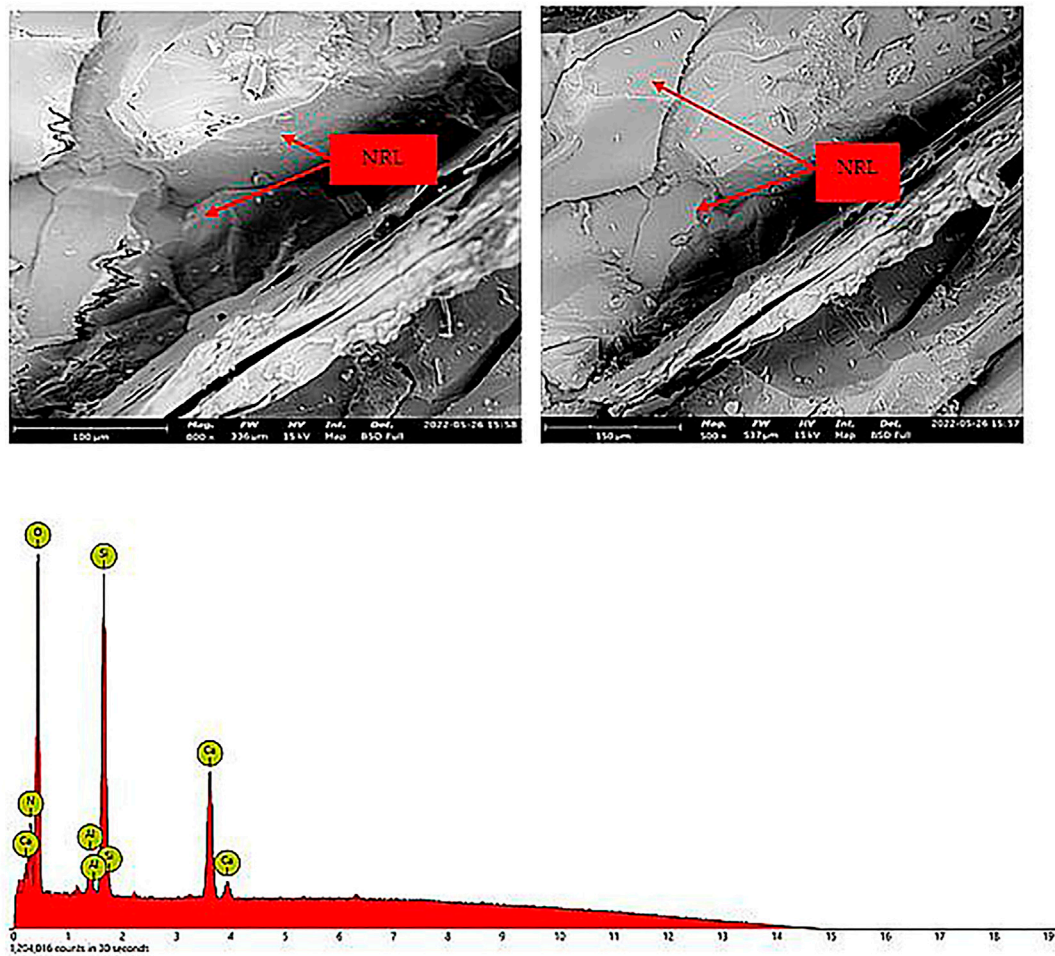 NRL
NRL
100 µm
Mag. FW HV Int. Det. 2022-05-26 15:58
600 x 336 µm 15 kV Map BSD Full
150 µm
Mag. FW HV Int. Det. 2022-05-26 15:57
500 x 537 µm 15 kV Map BSD Full
O
Si
Ca
N
Ca
Al
Al
Si
Ca
0 1 2 3 4 5 6 7 8 9 10 11 12 13 14 15 16 17 18 19
1,204,016 counts in 30 seconds